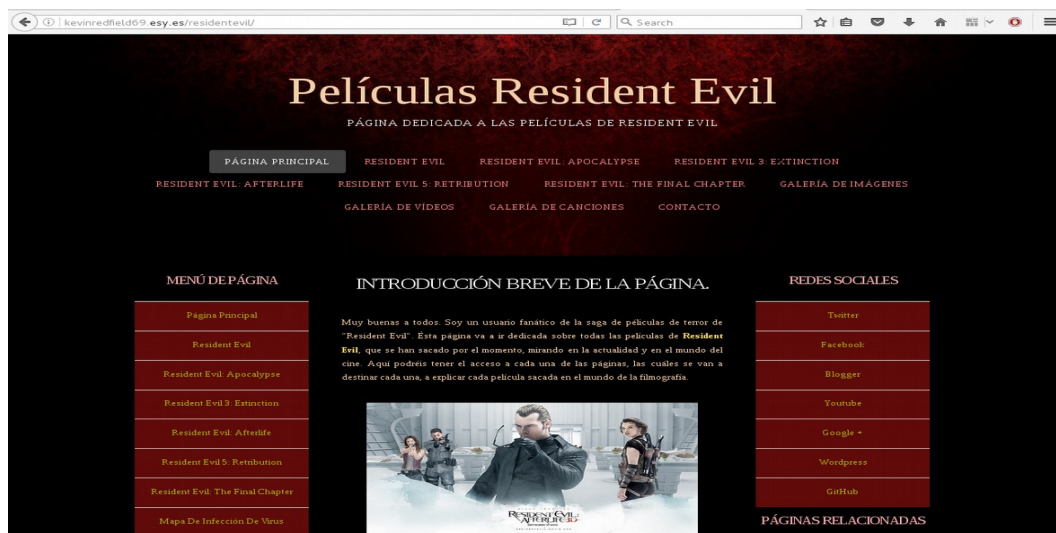 kevinredfield69.esy.es/residentevil/
Search
Películas Resident Evil
PÁGINA DEDICADA A LAS PELÍCULAS DE RESIDENT EVIL
PÁGINA PRINCIPAL RESIDENT EVIL RESIDENT EVIL: APOCALYPSE RESIDENT EVIL 3: EXTINCTION
RESIDENT EVIL: AFTERLIFE RESIDENT EVIL 5: RETRIBUTION RESIDENT EVIL: THE FINAL CHAPTER GALERÍA DE IMÁGENES
GALERÍA DE VÍDEOS GALERÍA DE CANCIONES CONTACTO
MENÚ DE PÁGINA
Página Principal
Resident Evil
Resident Evil: Apocalypse
Resident Evil 3: Extinction
Resident Evil: Afterlife
Resident Evil 5: Retribution
Resident Evil: The Final Chapter
Mapa De Infección De Virus
INTRODUCCIÓN BREVE DE LA PÁGINA.
Muy buenas a todos. Soy un usuario fanático de la saga de péliculas de terror de
"Resident Evil". Ésta página va a ir dedicada sobre todas las películas de Resident
Evil, que se han sacado por el momento, mirando en la actualidad y en el mundo del
cine. Aquí podréis tener el acceso a cada una de las páginas, las cuáles se van a
destinar cada una, a explicar cada película sacada en el mundo de la filmografía.
RESIDENT EVIL:
AFTERLIFE 3D
REDES SOCIALES
Twitter
Facebook
Blogger
Youtube
Google +
Wordpress
GitHub
PÁGINAS RELACIONADAS